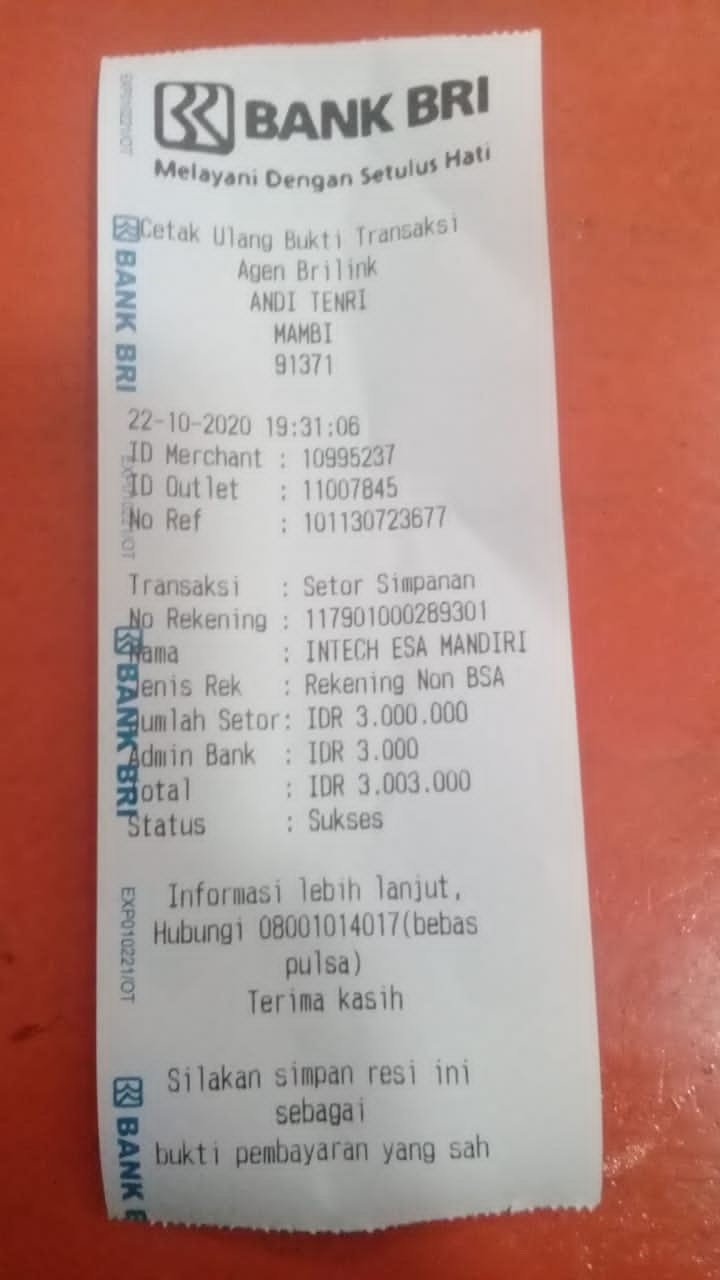 BANK BRI
Melayani Dengan Setulus Hati
Cetak Ulang Bukti Transaksi
Agen Brilink
ANDI TENRI
MAMBI
91371
22-10-2020 19:31:06
ID Merchant : 10995237
ID Outlet : 11007845
No Ref : 101130723677
Transaksi : Setor Simpanan
No Rekening : 117901000289301
Nama : INTECH ESA MANDIRI
Jenis Rek : Rekening Non BSA
Jumlah Setor: IDR 3.000.000
Admin Bank : IDR 3.000
Total : IDR 3.003.000
Status : Sukses
Informasi lebih lanjut,
Hubungi 08001014017(bebas
pulsa)
Terima kasih
Silakan simpan resi ini
sebagai
bukti pembayaran yang sah
BANK BRI
BANK BRI
EXP010221/OT
BANK